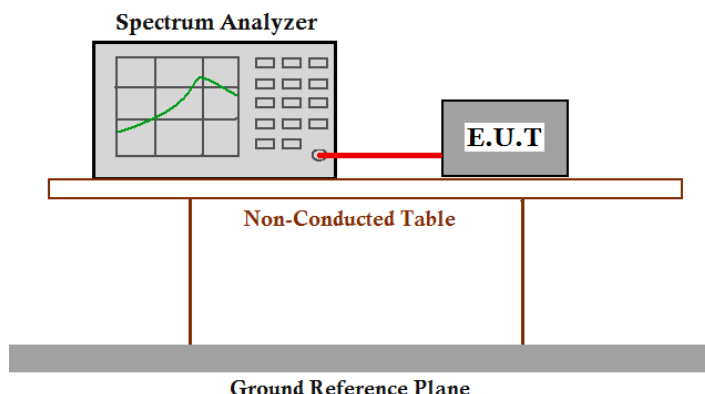 Spectrum Analyzer
E.U.T
Non-Conducted Table
Ground Reference Plane